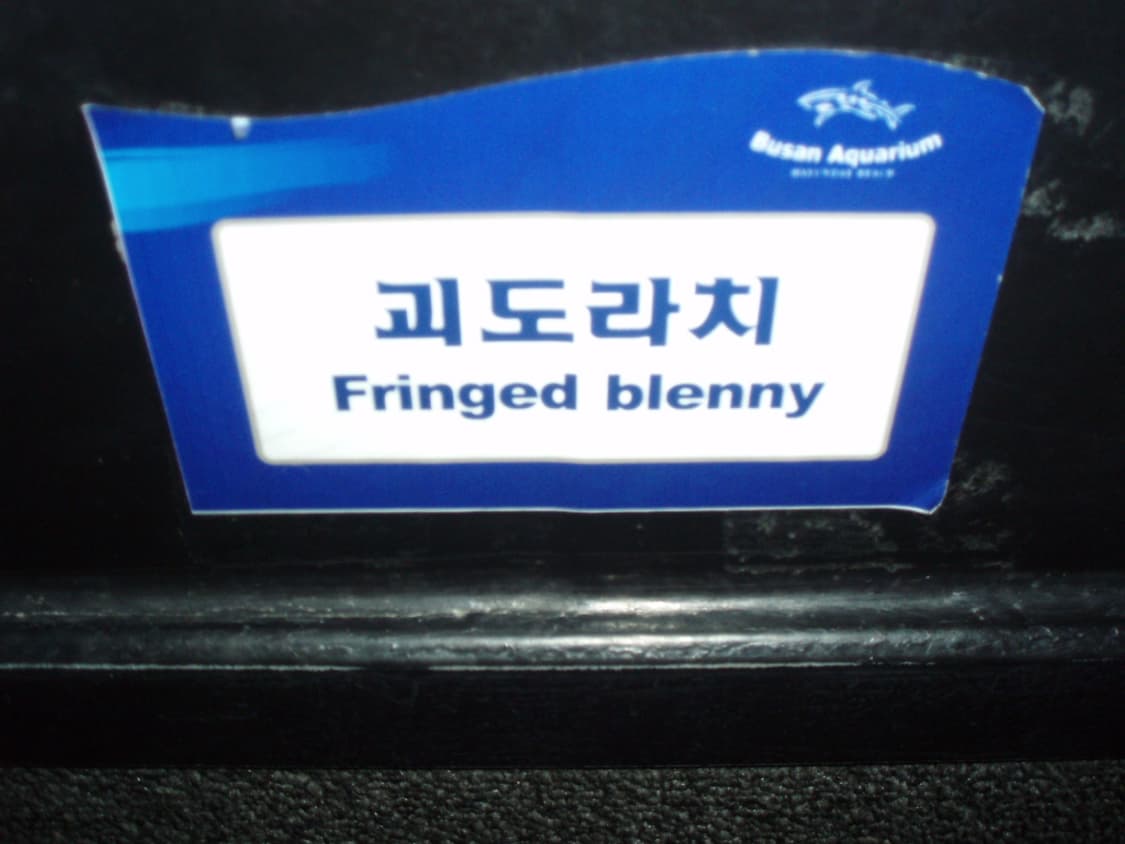 Busan Aquarium
괴도라치
Fringed blenny